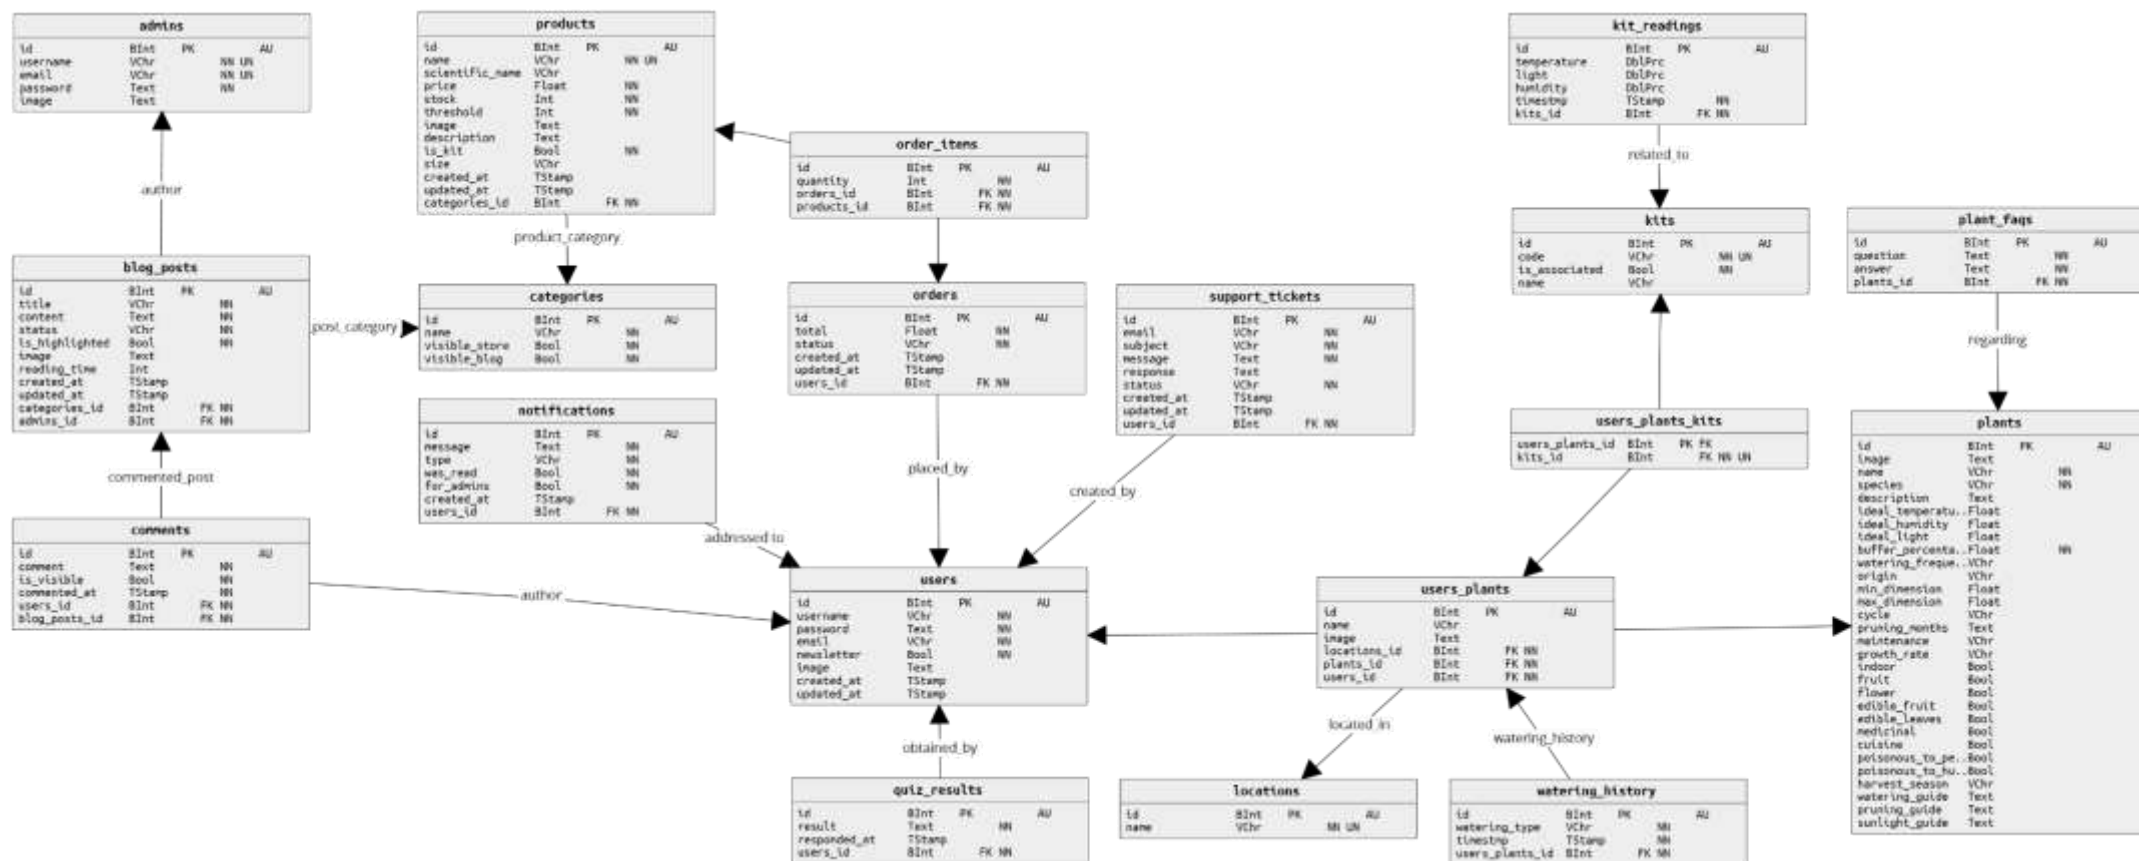 admins
id BInt PK AU
username VChr NN UN
email VChr NN UN
password Text NN
image Text
author
blog_posts
id BInt PK AU
title VChr NN
content Text NN
status VChr NN
is_highlighted Bool NN
image Text
reading_time Int
created_at TStamp
updated_at TStamp
categories_id BInt FK NN
admins_id BInt FK NN
commented_post
comments
id BInt PK AU
comment Text NN
is_visible Bool NN
commented_at TStamp NN
users_id BInt FK NN
blog_posts_id BInt FK NN
author
post_category
products
id BInt PK AU
name VChr NN UN
scientific_name VChr
price Float NN
stock Int NN
threshold Int NN
image Text
description Text
is_kit Bool NN
size VChr
created_at TStamp
updated_at TStamp
categories_id BInt FK NN
product_category
categories
id BInt PK AU
name VChr NN
visible_store Bool NN
visible_blog Bool NN
notifications
id BInt PK AU
message Text NN
type VChr NN
was_read Bool NN
for_admins Bool NN
created_at TStamp
users_id BInt FK NN
addressed to
order_items
id BInt PK AU
quantity Int NN
orders_id BInt FK NN
products_id BInt FK NN
orders
id BInt PK AU
total Float NN
status VChr NN
created_at TStamp
updated_at TStamp
users_id BInt FK NN
placed_by
support_tickets
id BInt PK AU
email VChr NN
subject VChr NN
message Text NN
response Text
status VChr NN
created_at TStamp
updated_at TStamp
users_id BInt FK NN
created_by
users
id BInt PK AU
username VChr NN
password Text NN
email VChr NN
newsletter Bool NN
image Text
created_at TStamp
updated_at TStamp
obtained_by
quiz_results
id BInt PK AU
result Text NN
responded_at TStamp
users_id BInt FK NN
kit_readings
id BInt PK AU
temperature DblPrc
light DblPrc
humidity DblPrc
timestmp TStamp NN
kits_id BInt FK NN
related_to
kits
id BInt PK AU
code VChr NN UN
is_associated Bool NN
name VChr
users_plants_kits
users_plants_id BInt PK FK
kits_id BInt FK NN UN
users_plants
id BInt PK AU
name VChr
image Text
locations_id BInt FK NN
plants_id BInt FK NN
users_id BInt FK NN
located_in
watering_history
locations
id BInt PK AU
name VChr NN UN
watering_history
id BInt PK AU
watering_type VChr NN
timestmp TStamp NN
users_plants_id BInt FK NN
plant_faqs
id BInt PK AU
question Text NN
answer Text NN
plants_id BInt FK NN
regarding
plants
id BInt PK AU
image Text
name VChr NN
species VChr NN
description Text
ideal_temperatu.. Float
ideal_humidity Float
ideal_light Float
buffer_percenta.. Float NN
watering_freque.. VChr
origin VChr
min_dimension Float
max_dimension Float
cycle VChr
pruning_months Text
maintenance VChr
growth_rate VChr
indoor Bool
fruit Bool
flower Bool
edible_fruit Bool
edible_leaves Bool
medicinal Bool
cuisine Bool
poisonous_to_pe.. Bool
poisonous_to_hu.. Bool
harvest_season VChr
watering_guide Text
pruning_guide Text
sunlight_guide Text